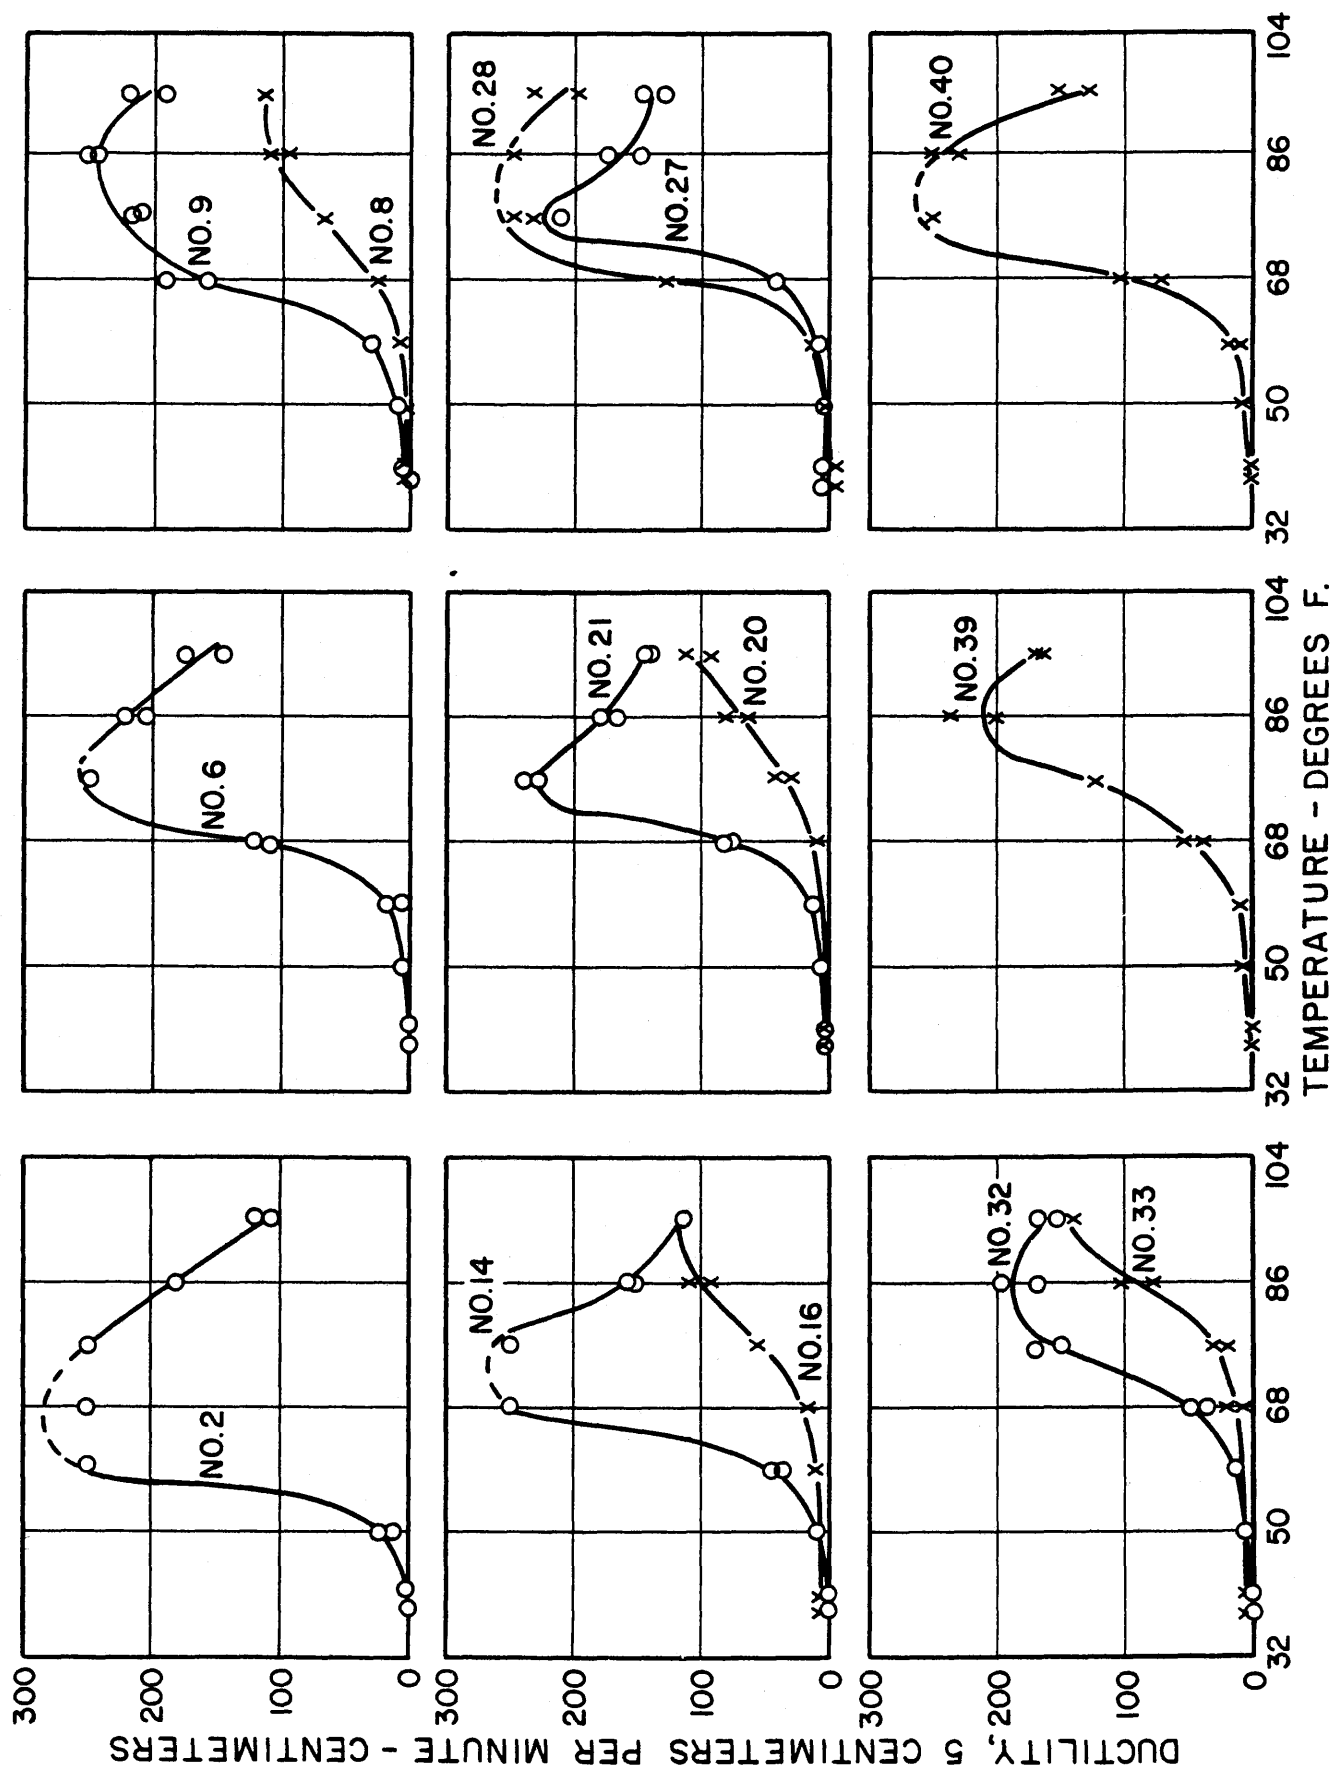 DUCTILITY, 5 CENTIMETERS PER MINUTE - CENTIMETERS
300
200
100
0
NO.2
NO.6
NO.9
NO.8
300
200
100
0
NO.14
NO.16
NO.21
NO.20
NO.28
NO.27
300
200
100
0
NO.32
NO.33
NO.39
NO.40
32 50 68 86 104
32 50 68 86 104
32 50 68 86 104
TEMPERATURE - DEGREES F.